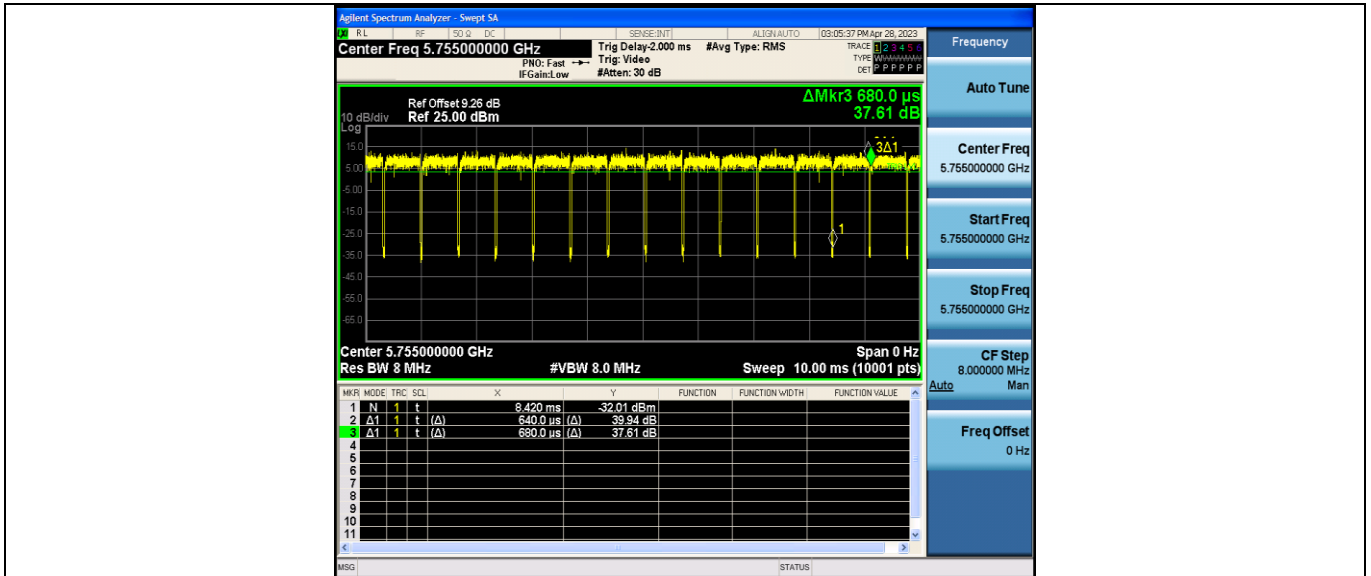 Agilent Spectrum Analyzer - Swept SA
LXI RL RF 50 Ω DC SENSE:INT ALIGN AUTO 03:05:37 PM Apr 28, 2023
Center Freq 5.755000000 GHz
PNO: Fast
IFGain:Low
Trig Delay-2.000 ms
Trig: Video
#Atten: 30 dB
#Avg Type: RMS
TRACE 1 2 3 4 5 6
TYPE
DET P P P P P P
ΔMkr3 680.0 µs
37.61 dB
Ref Offset 9.26 dB
10 dB/div Ref 25.00 dBm
Log
15.0
5.00
-5.00
-15.0
-25.0
-35.0
-45.0
-55.0
-65.0
3Δ1
1
Center 5.755000000 GHz Span 0 Hz
Res BW 8 MHz #VBW 8.0 MHz Sweep 10.00 ms (10001 pts)
MKR MODE TRC SCL X Y FUNCTION FUNCTION WIDTH FUNCTION VALUE
1 N 1 t 8.420 ms -32.01 dBm
2 Δ1 1 t (Δ) 640.0 µs (Δ) 39.94 dB
3 Δ1 1 t (Δ) 680.0 µs (Δ) 37.61 dB
4
5
6
7
8
9
10
11
MSG STATUS
Frequency
Auto Tune
Center Freq
5.755000000 GHz
Start Freq
5.755000000 GHz
Stop Freq
5.755000000 GHz
CF Step
8.000000 MHz
Auto Man
Freq Offset
0 Hz